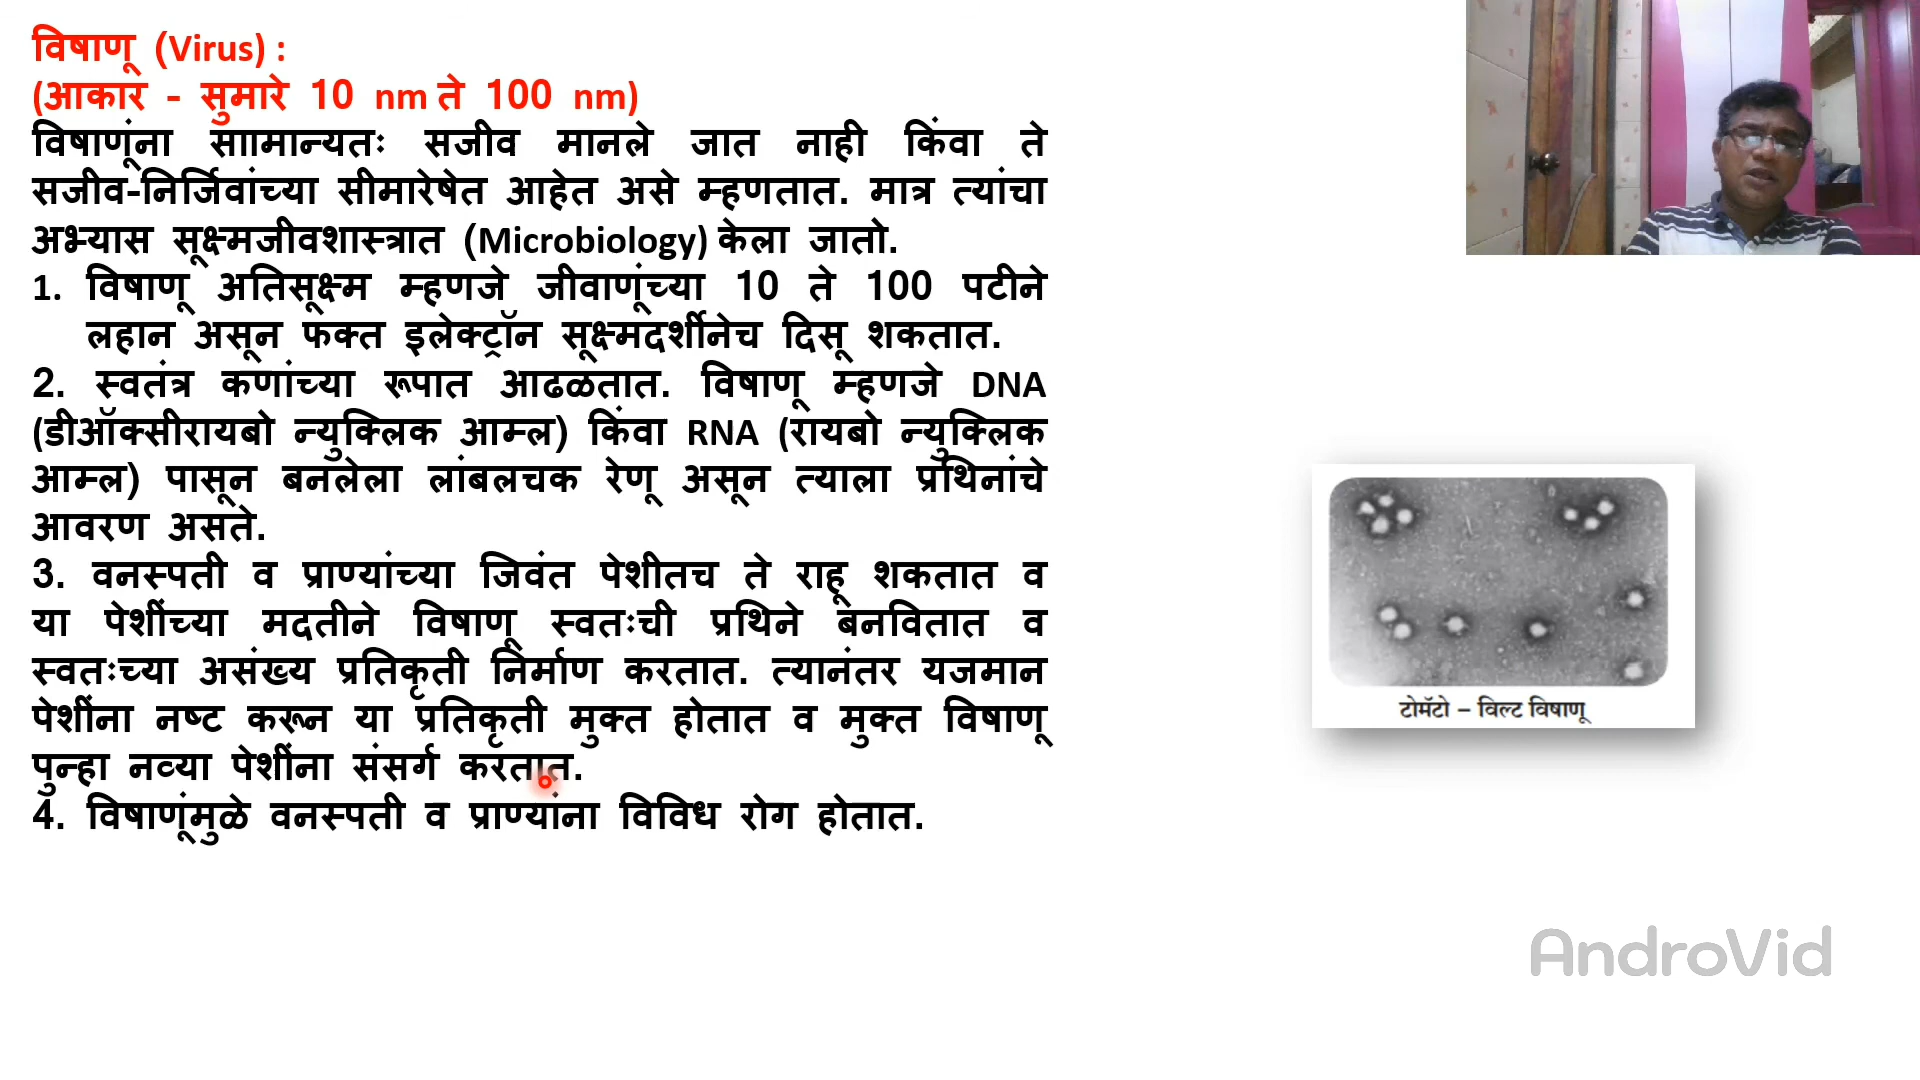 विषाणू (Virus) :
(आकार - सुमारे 10 nm ते 100 nm)
विषाणूंना साामान्यतः सजीव मानले जात नाही किंवा ते
सजीव-निर्जिवांच्या सीमारेषेत आहेत असे म्हणतात. मात्र त्यांचा
अभ्यास सूक्ष्मजीवशास्त्रात (Microbiology) केला जातो.
1. विषाणू अतिसूक्ष्म म्हणजे जीवाणूंच्या 10 ते 100 पटीने
लहान असून फक्त इलेक्ट्रॉन सूक्ष्मदर्शीनेच दिसू शकतात.
2. स्वतंत्र कणांच्या रूपात आढळतात. विषाणू म्हणजे DNA
(डीऑक्सीरायबो न्युक्लिक आम्ल) किंवा RNA (रायबो न्युक्लिक
आम्ल) पासून बनलेला लांबलचक रेणू असून त्याला प्रथिनांचे
आवरण असते.
3. वनस्पती व प्राण्यांच्या जिवंत पेशीतच ते राहू शकतात व
या पेशींच्या मदतीने विषाणू स्वतःची प्रथिने बनवितात व
स्वतःच्या असंख्य प्रतिकृती निर्माण करतात. त्यानंतर यजमान
पेशींना नष्ट करून या प्रतिकृती मुक्त होतात व मुक्त विषाणू
पुन्हा नव्या पेशींना संसर्ग करतात.
4. विषाणूंमुळे वनस्पती व प्राण्यांना विविध रोग होतात.
टोमॅटो – विल्ट विषाणू
AndroVid